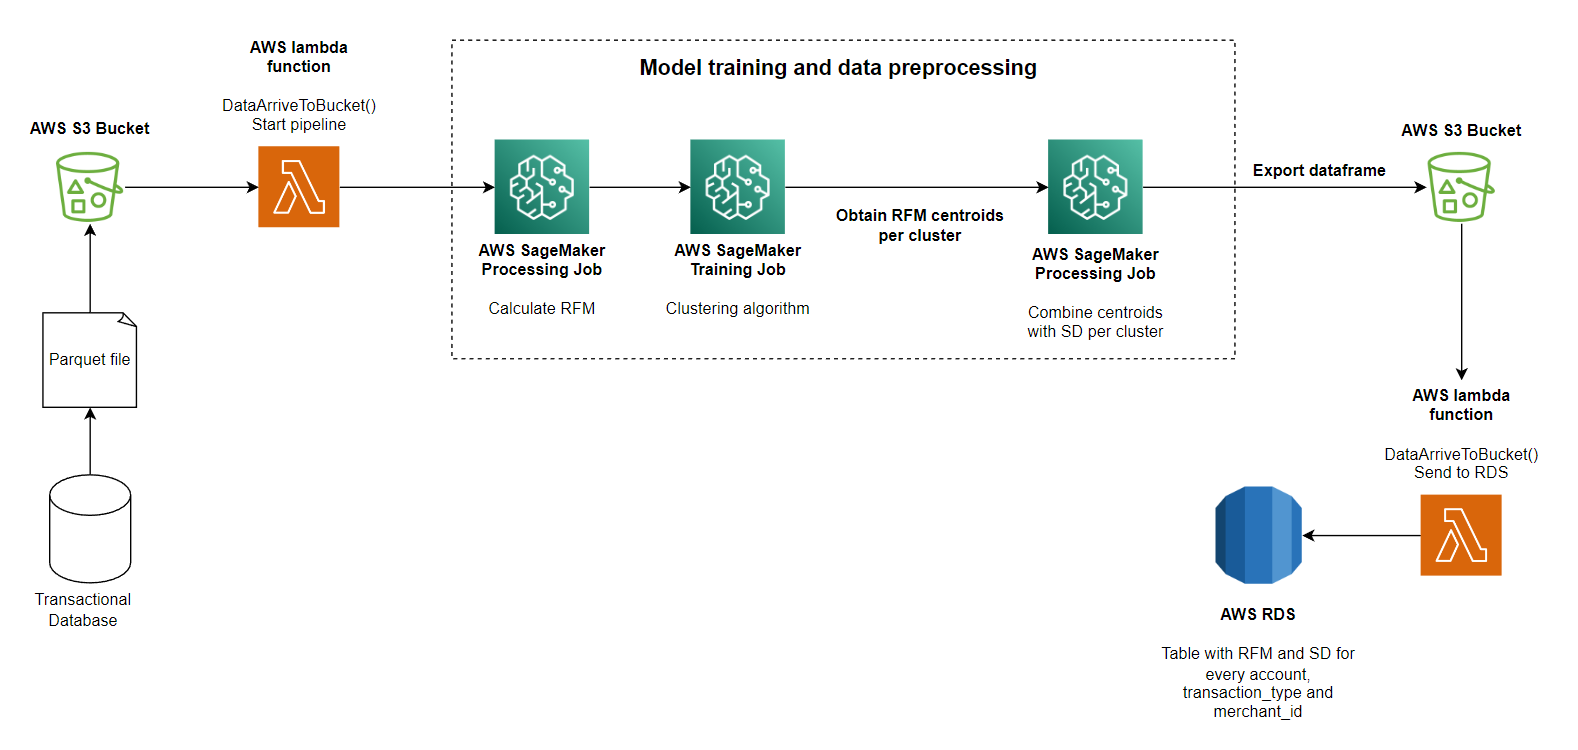 AWS S3 Bucket
AWS lambda
function
DataArriveToBucket()
Start pipeline
Parquet file
Transactional
Database
Model training and data preprocessing
AWS SageMaker
Processing Job
Calculate RFM
AWS SageMaker
Training Job
Clustering algorithm
Obtain RFM centroids
per cluster
AWS SageMaker
Processing Job
Combine centroids
with SD per cluster
Export dataframe
AWS S3 Bucket
AWS lambda
function
DataArriveToBucket()
Send to RDS
AWS RDS
Table with RFM and SD for
every account,
transaction_type and
merchant_id